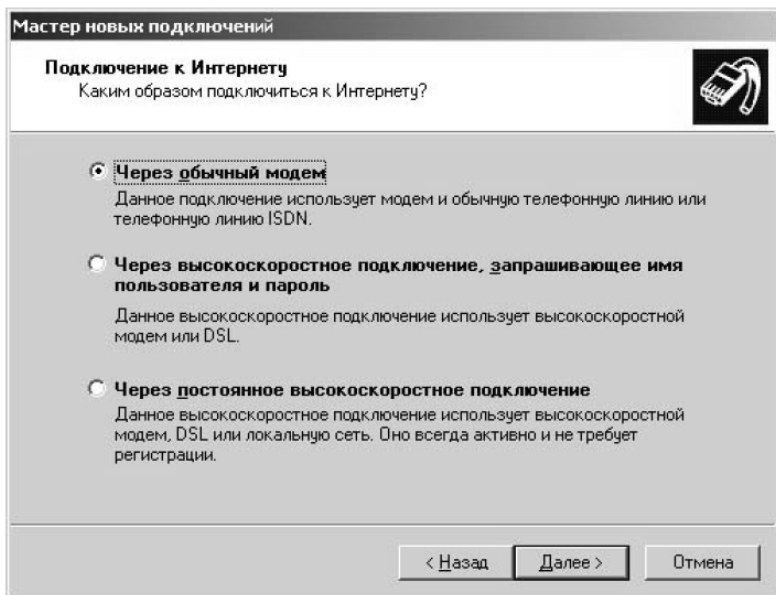 Мастер новых подключений
Подключение к Интернету
Каким образом подключиться к Интернету?
Через обычный модем
Данное подключение использует модем и обычную телефонную линию или
телефонную линию ISDN.
Через высокоскоростное подключение, запрашивающее имя
пользователя и пароль
Данное высокоскоростное подключение использует высокоскоростной
модем или DSL.
Через постоянное высокоскоростное подключение
Данное высокоскоростное подключение использует высокоскоростной
модем, DSL или локальную сеть. Оно всегда активно и не требует
регистрации.
< Назад Далее > Отмена